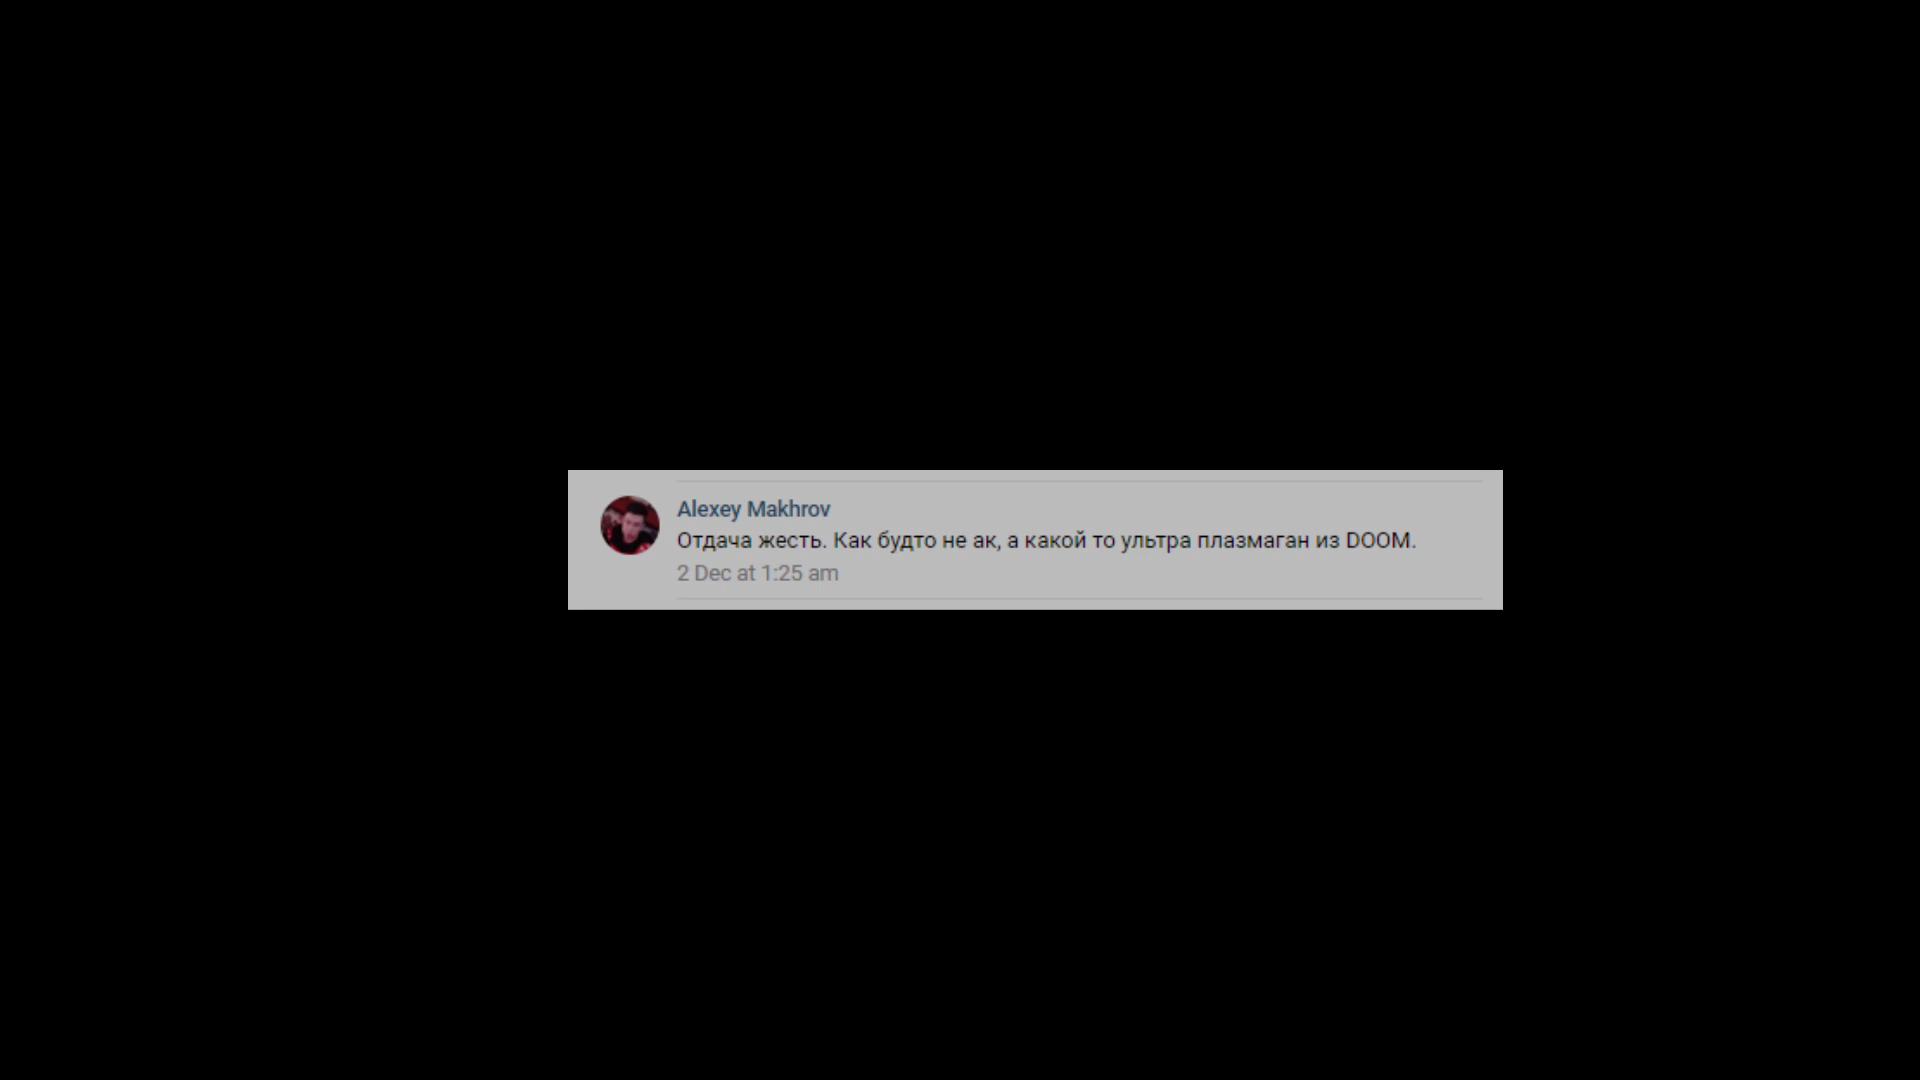 Alexey Makhrov
Отдача жесть. Как будто не ак, а какой то ультра плазмаган из DOOM.
2 Dec at 1:25 am